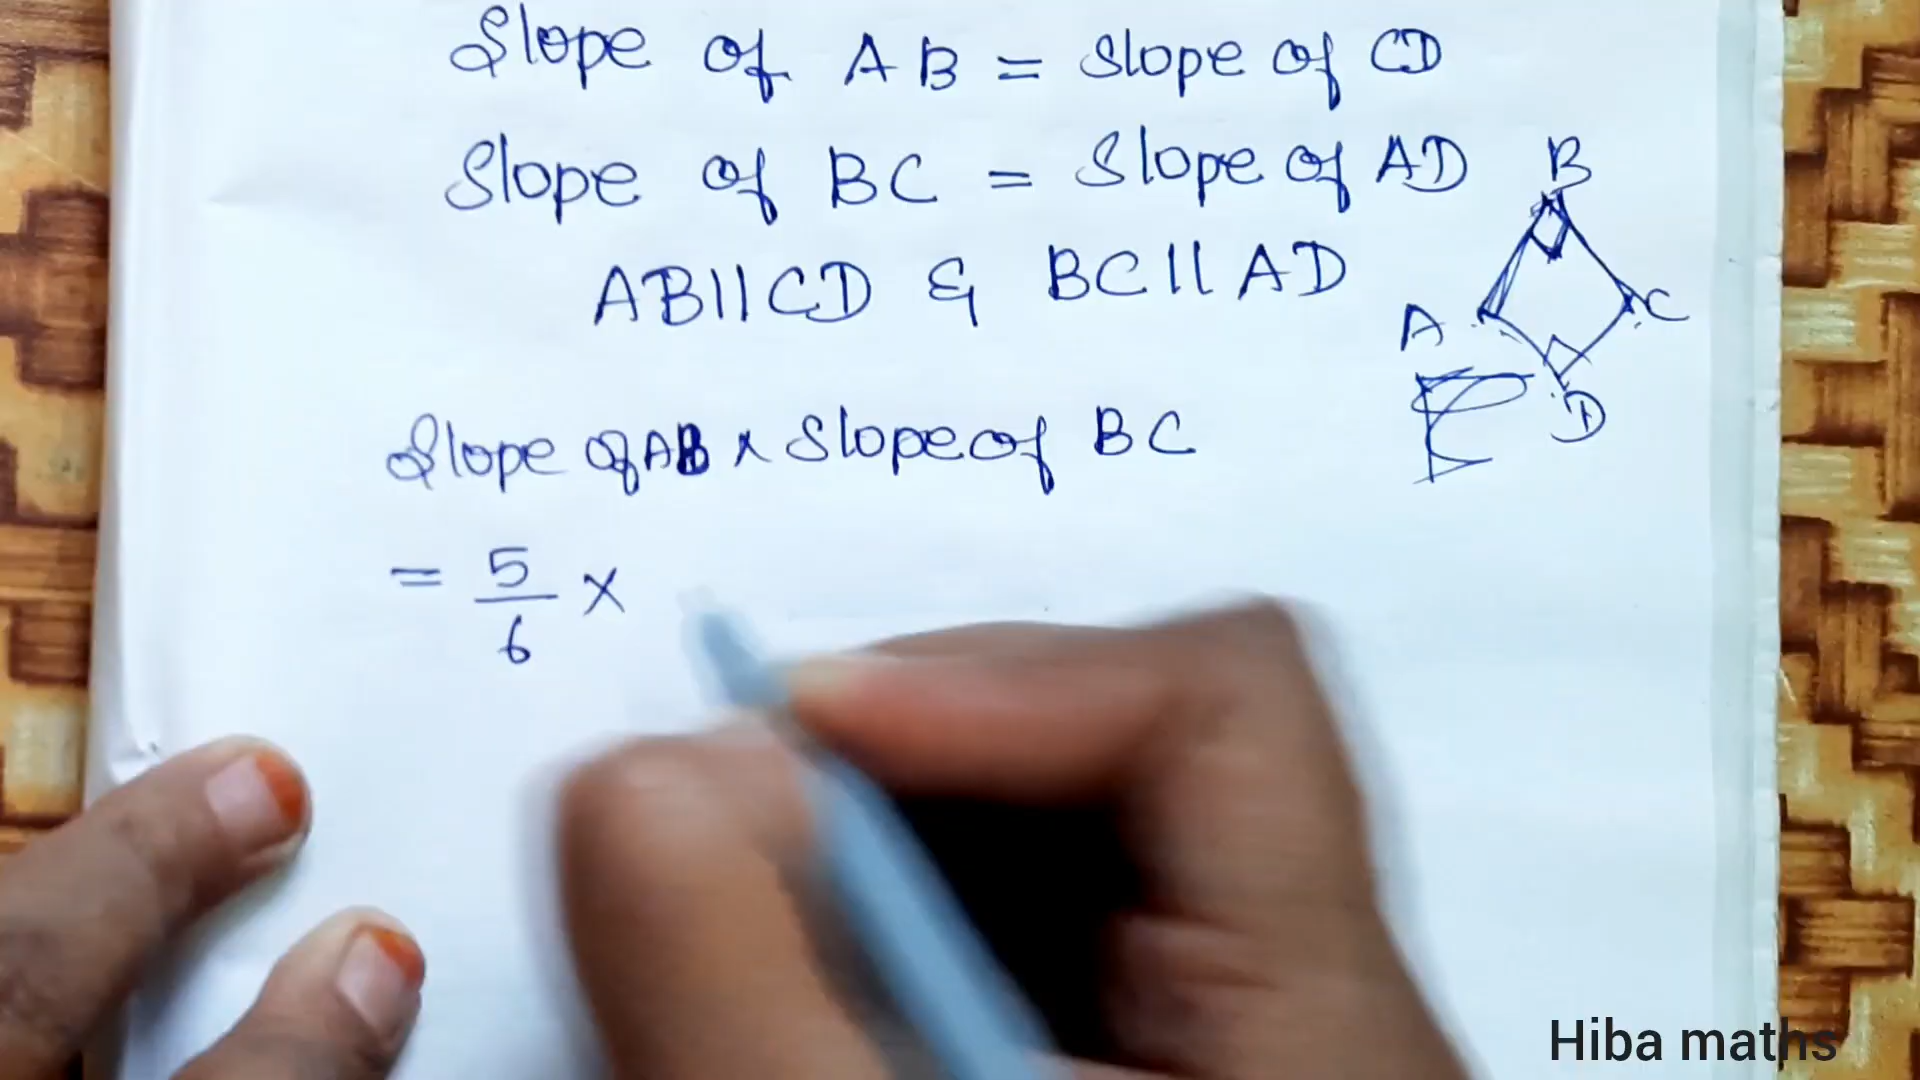 Slope of AB = Slope of CD
Slope of BC = Slope of AD
AB || CD & BC || AD
B
A
C
D
Slope of AB × Slope of BC
= 5/6 ×
Hiba maths